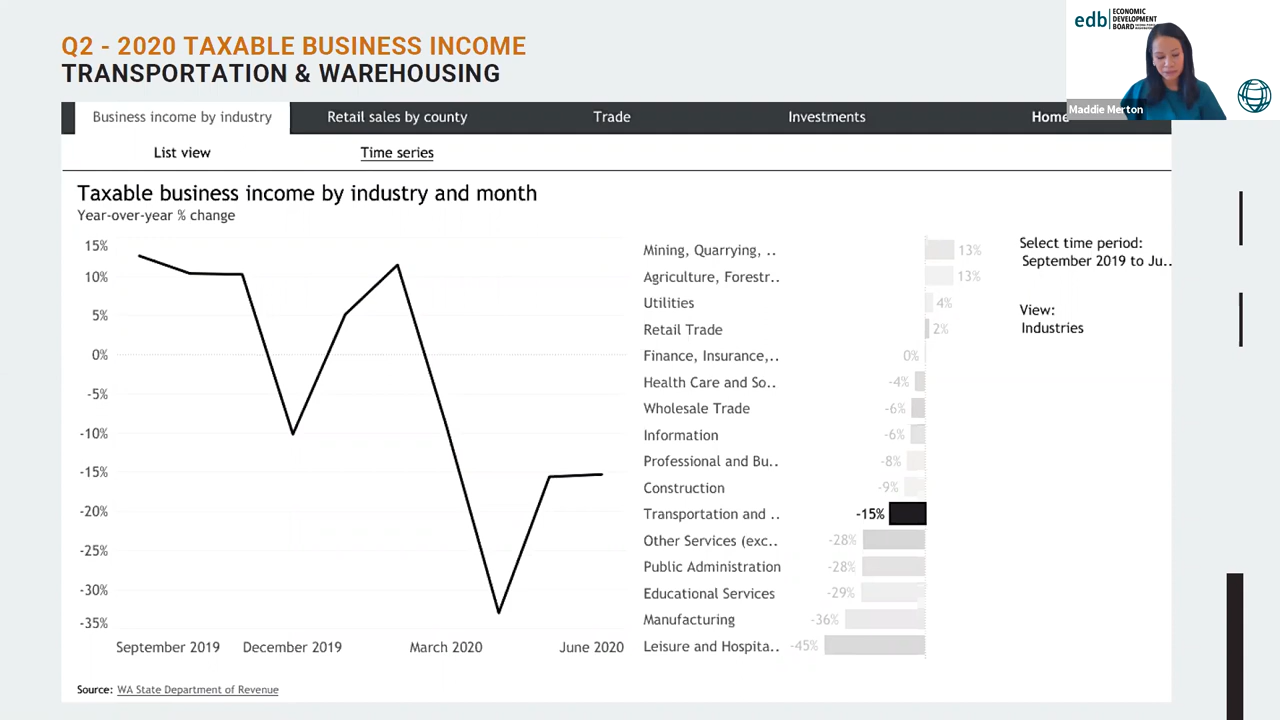 Q2 - 2020 TAXABLE BUSINESS INCOME
TRANSPORTATION & WAREHOUSING
edb
ECONOMIC
DEVELOPMENT
BOARD
Maddie Merton
Business income by industry
Retail sales by county
Trade
Investments
Home
List view
Time series
Taxable business income by industry and month
Year-over-year % change
15%
10%
5%
0%
-5%
-10%
-15%
-20%
-25%
-30%
-35%
September 2019
December 2019
March 2020
June 2020
Mining, Quarrying, .. 13%
Agriculture, Forestr.. 13%
Utilities 4%
Retail Trade 2%
Finance, Insurance,.. 0%
Health Care and So.. -4%
Wholesale Trade -6%
Information -6%
Professional and Bu.. -8%
Construction -9%
Transportation and .. -15%
Other Services (exc.. -28%
Public Administration -28%
Educational Services -29%
Manufacturing -36%
Leisure and Hospita.. -45%
Select time period:
September 2019 to Ju..
View:
Industries
Source: WA State Department of Revenue